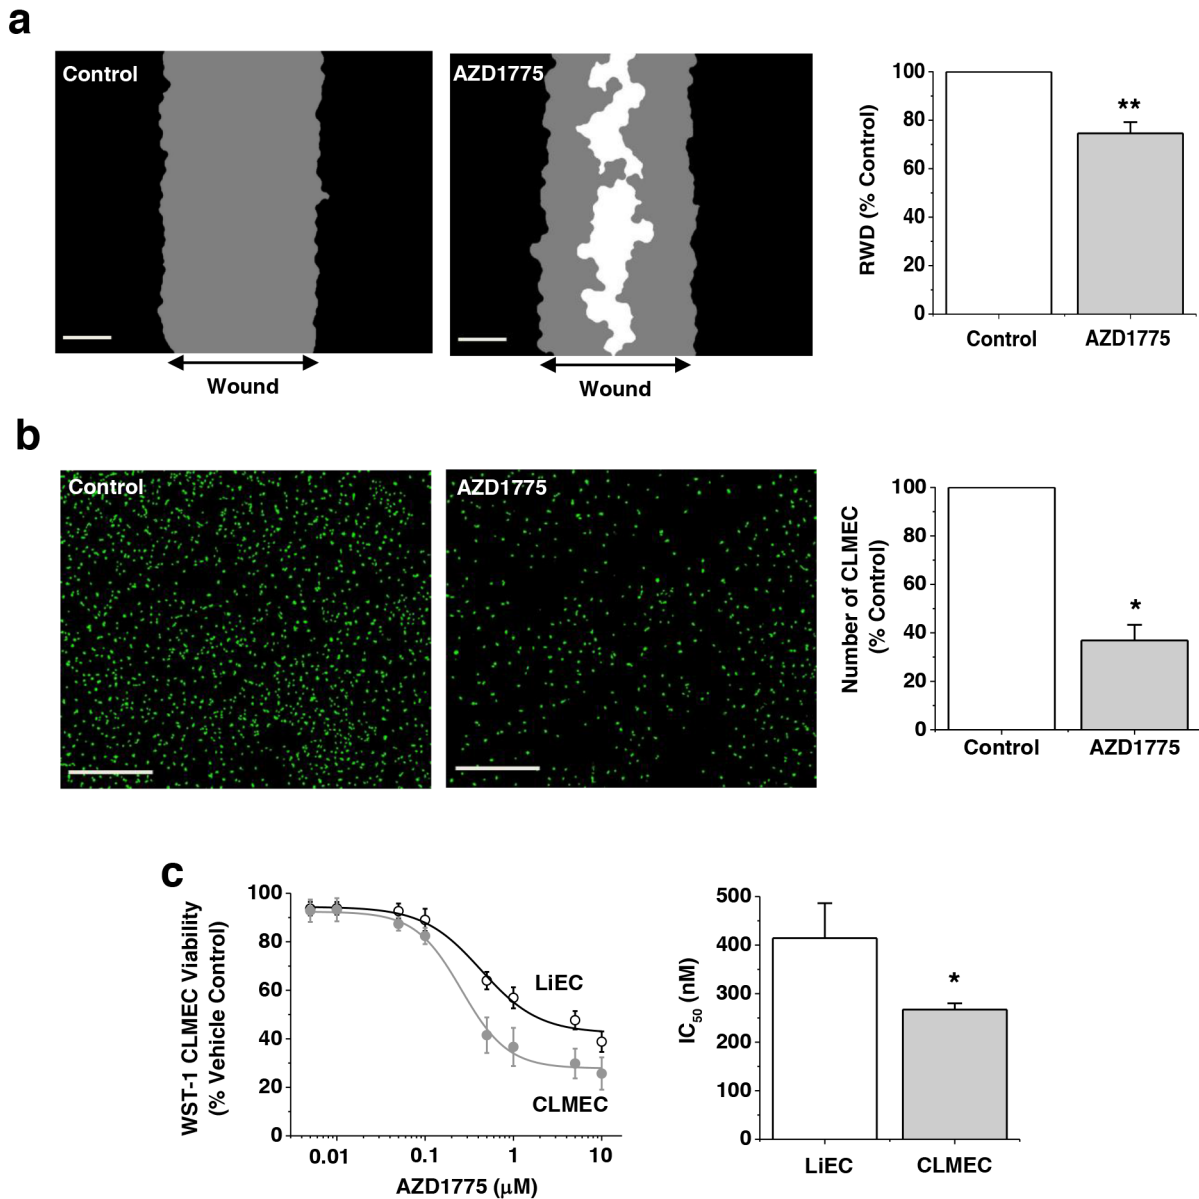 a
Control
AZD1775
Wound
Wound
RWD (% Control)
100
80
60
40
20
0
**
Control
AZD1775
b
Control
AZD1775
Number of CLMEC
(% Control)
100
80
60
40
20
0
*
Control
AZD1775
c
WST-1 CLMEC Viability
(% Vehicle Control)
100
80
60
40
20
0
LiEC
CLMEC
0.01
0.1
1
10
AZD1775 (μM)
IC50 (nM)
500
400
300
200
100
0
*
LiEC
CLMEC